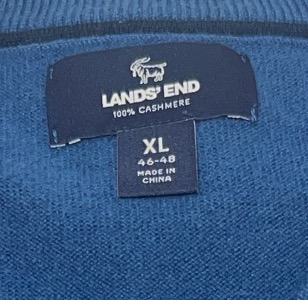 LANDS' END
100% CASHMERE
XL
46-48
MADE IN
CHINA